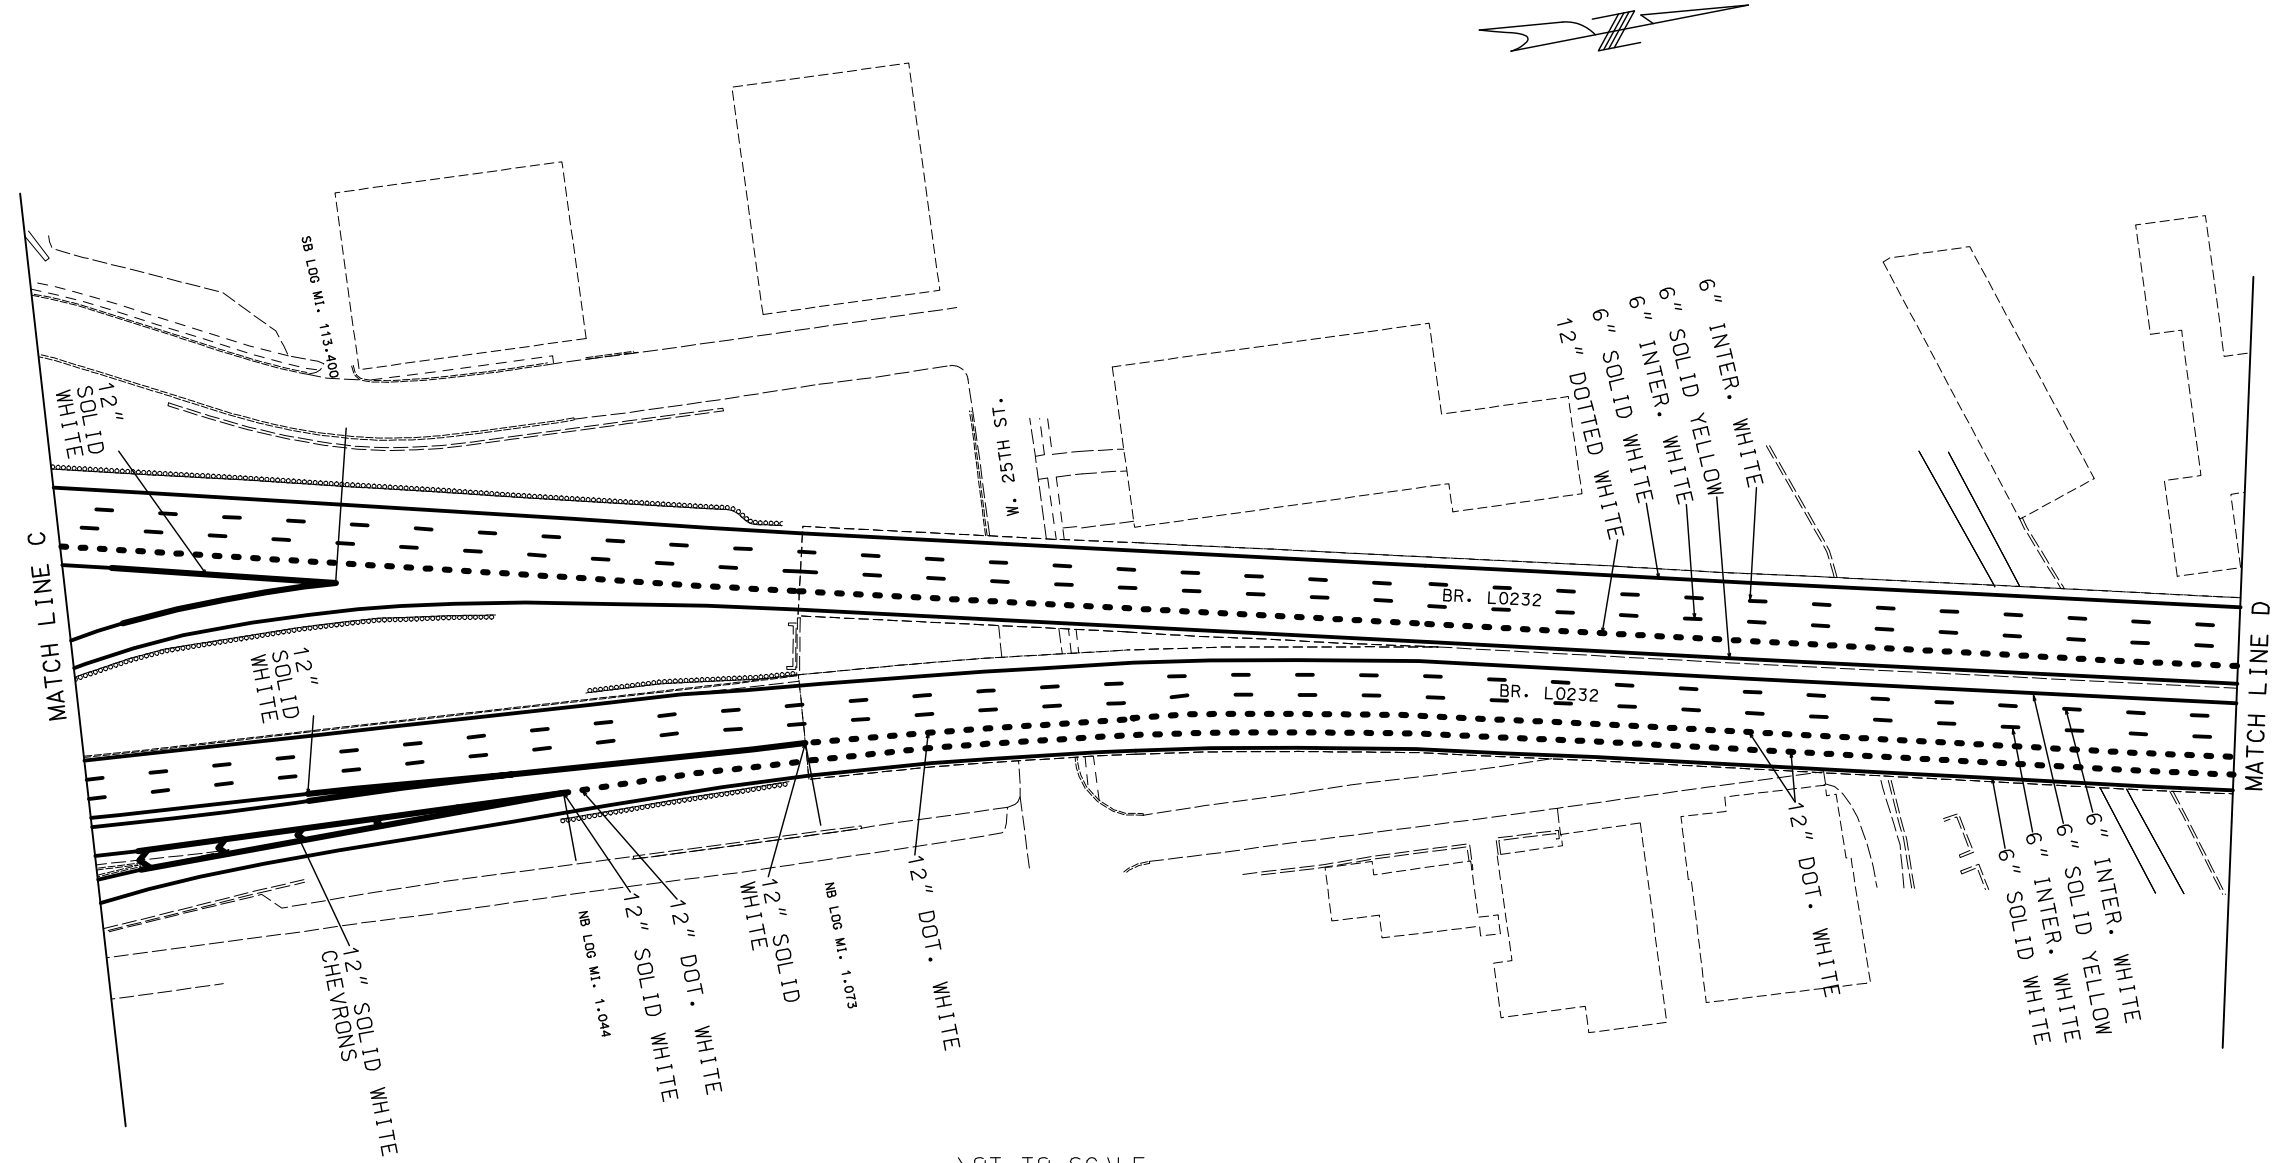 SB LOG MI. 113.400
12"
SOLID
WHITE
MATCH LINE C
12"
SOLID
WHITE
W. 25TH ST.
12" DOTTED WHITE
6" SOLID WHITE
6" INTER. WHITE
6" SOLID YELLOW
6" INTER. WHITE
BR. L0232
BR. L0232
MATCH LINE D
12" SOLID WHITE
CHEVRONS
NB LOG MI. 1.044
12" SOLID WHITE
12" DOT. WHITE
12" SOLID
WHITE
NB LOG MI. 1.073
12" DOT. WHITE
12" DOT. WHITE
6" SOLID WHITE
6" INTER. WHITE
6" SOLID YELLOW
6" INTER. WHITE
NOT TO SCALE